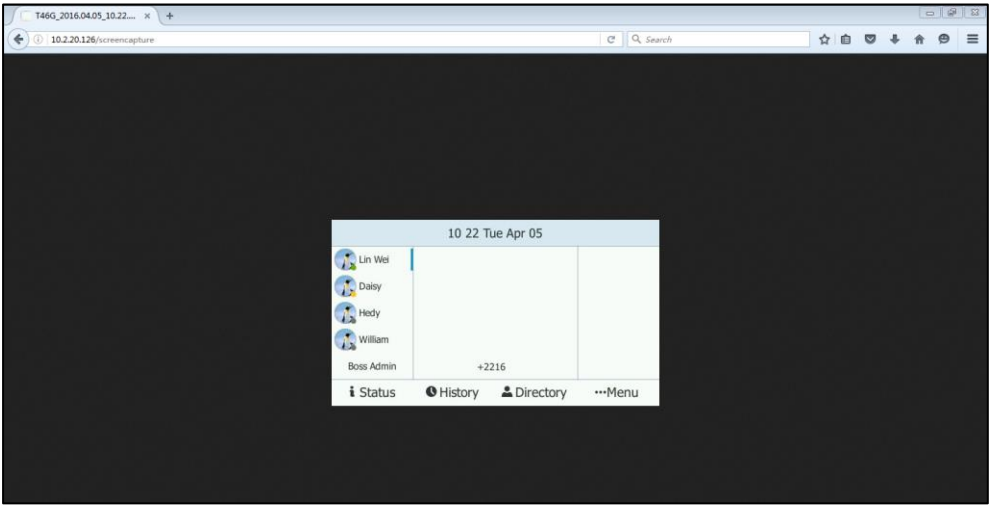 T46G_2016.04.05_10.22....
10.2.20.126/screencapture
Search
10 22 Tue Apr 05
Lin Wei
Daisy
Hedy
William
Boss Admin +2216
Status History Directory Menu